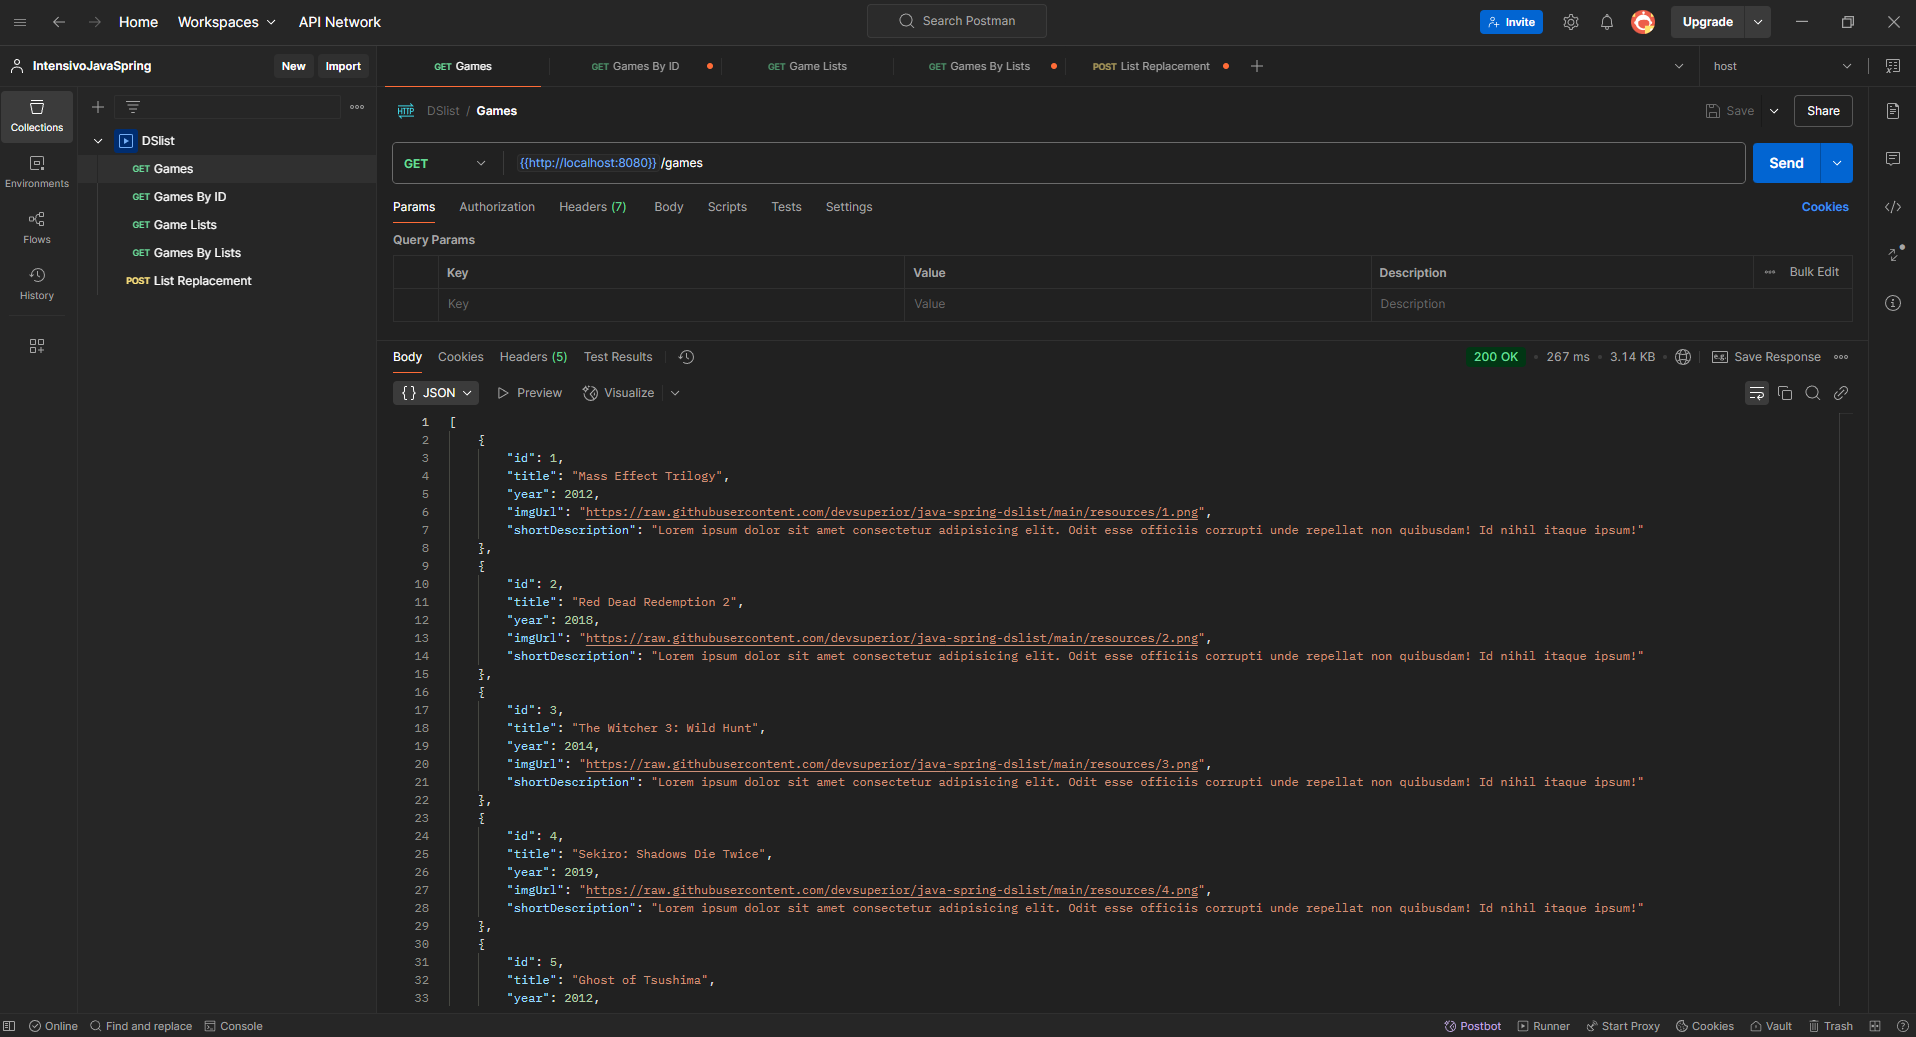 Home Workspaces API Network Search Postman Invite Upgrade
IntensivoJavaSpring New Import GET Games GET Games By ID GET Game Lists GET Games By Lists POST List Replacement host
Collections
Environments
Flows
History
DSlist
GET Games
GET Games By ID
GET Game Lists
GET Games By Lists
POST List Replacement
HTTP DSlist / Games Save Share
GET {{http://localhost:8080}} /games Send
Params Authorization Headers (7) Body Scripts Tests Settings Cookies
Query Params
Key Value Description Bulk Edit
Key Value Description
Body Cookies Headers (5) Test Results 200 OK 267 ms 3.14 KB e.g. Save Response
{} JSON Preview Visualize
1 [
2 {
3 "id": 1,
4 "title": "Mass Effect Trilogy",
5 "year": 2012,
6 "imgUrl": "https://raw.githubusercontent.com/devsuperior/java-spring-dslist/main/resources/1.png",
7 "shortDescription": "Lorem ipsum dolor sit amet consectetur adipisicing elit. Odit esse officiis corrupti unde repellat non quibusdam! Id nihil itaque ipsum!"
8 },
9 {
10 "id": 2,
11 "title": "Red Dead Redemption 2",
12 "year": 2018,
13 "imgUrl": "https://raw.githubusercontent.com/devsuperior/java-spring-dslist/main/resources/2.png",
14 "shortDescription": "Lorem ipsum dolor sit amet consectetur adipisicing elit. Odit esse officiis corrupti unde repellat non quibusdam! Id nihil itaque ipsum!"
15 },
16 {
17 "id": 3,
18 "title": "The Witcher 3: Wild Hunt",
19 "year": 2014,
20 "imgUrl": "https://raw.githubusercontent.com/devsuperior/java-spring-dslist/main/resources/3.png",
21 "shortDescription": "Lorem ipsum dolor sit amet consectetur adipisicing elit. Odit esse officiis corrupti unde repellat non quibusdam! Id nihil itaque ipsum!"
22 },
23 {
24 "id": 4,
25 "title": "Sekiro: Shadows Die Twice",
26 "year": 2019,
27 "imgUrl": "https://raw.githubusercontent.com/devsuperior/java-spring-dslist/main/resources/4.png",
28 "shortDescription": "Lorem ipsum dolor sit amet consectetur adipisicing elit. Odit esse officiis corrupti unde repellat non quibusdam! Id nihil itaque ipsum!"
29 },
30 {
31 "id": 5,
32 "title": "Ghost of Tsushima",
33 "year": 2012,
Online Find and replace Console Postbot Runner Start Proxy Cookies Vault Trash